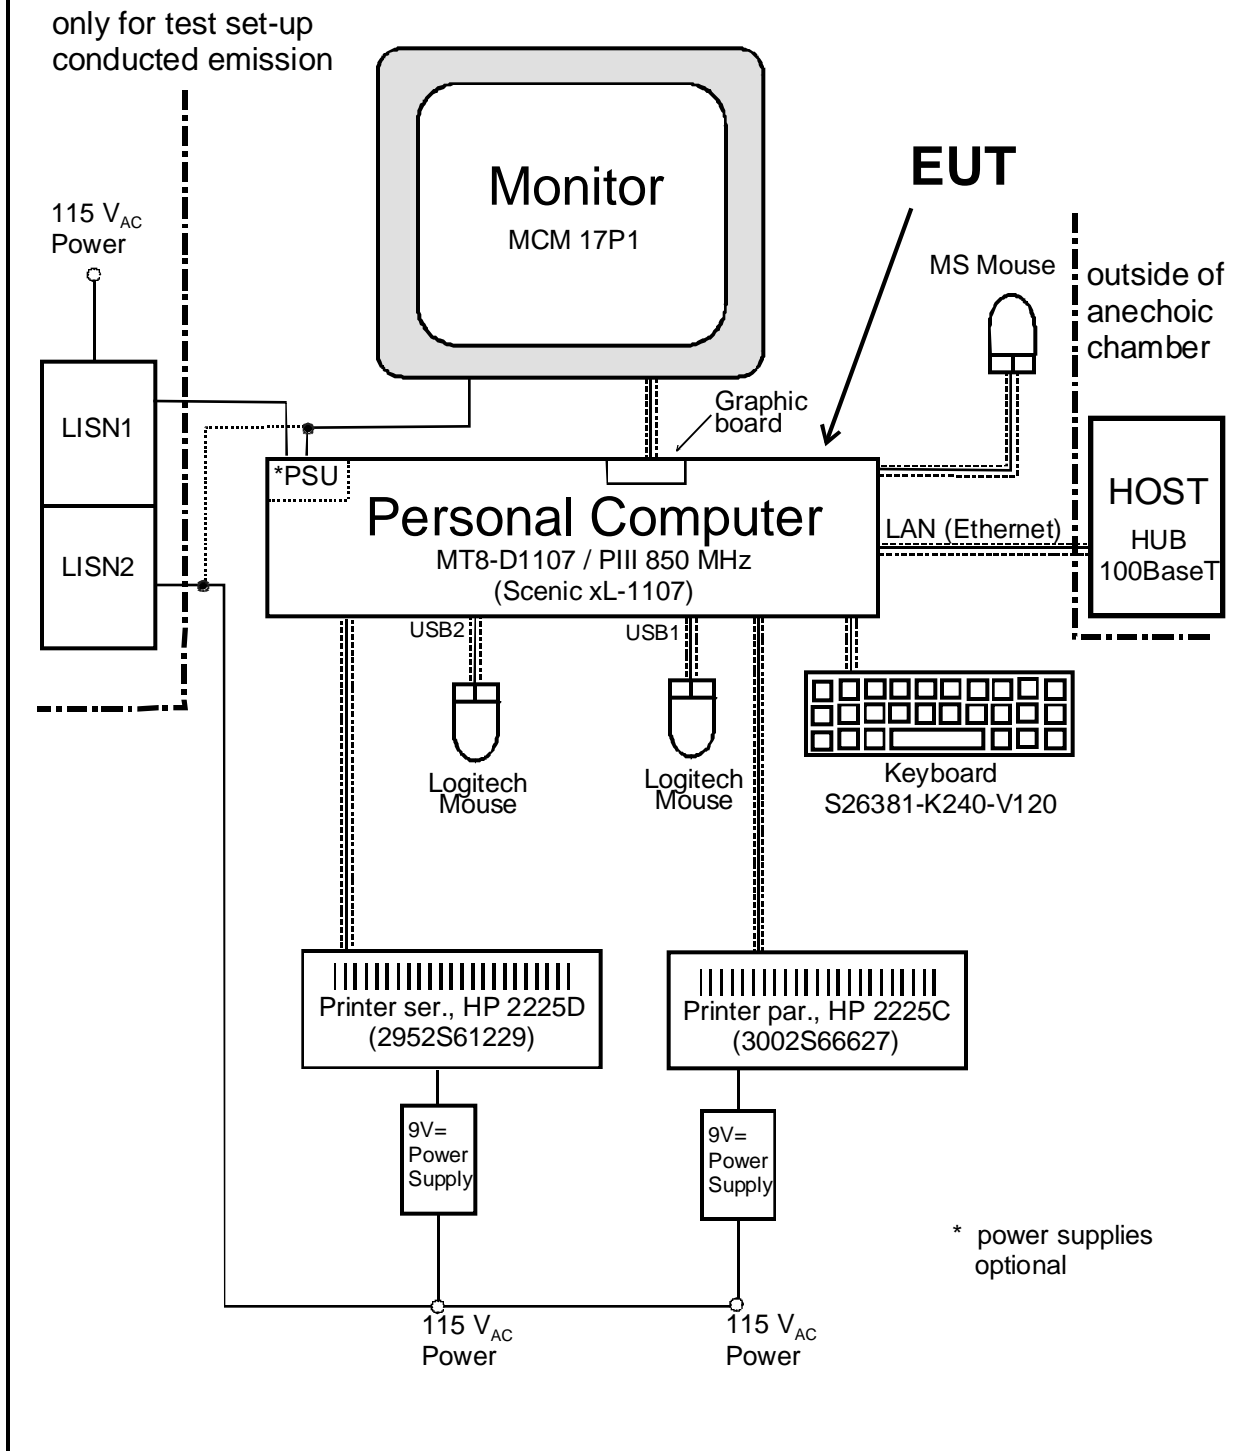 only for test set-up
conducted emission
Monitor
MCM 17P1
EUT
115 VAC
Power
MS Mouse
outside of
anechoic
chamber
Graphic
board
LISN1
*PSU
Personal Computer
MT8-D1107 / PIII 850 MHz
(Scenic xL-1107)
LAN (Ethernet)
HOST
HUB
100BaseT
LISN2
USB2
USB1
Logitech
Mouse
Logitech
Mouse
Keyboard
S26381-K240-V120
Printer ser., HP 2225D
(2952S61229)
Printer par., HP 2225C
(3002S66627)
9V=
Power
Supply
9V=
Power
Supply
* power supplies
optional
115 VAC
Power
115 VAC
Power